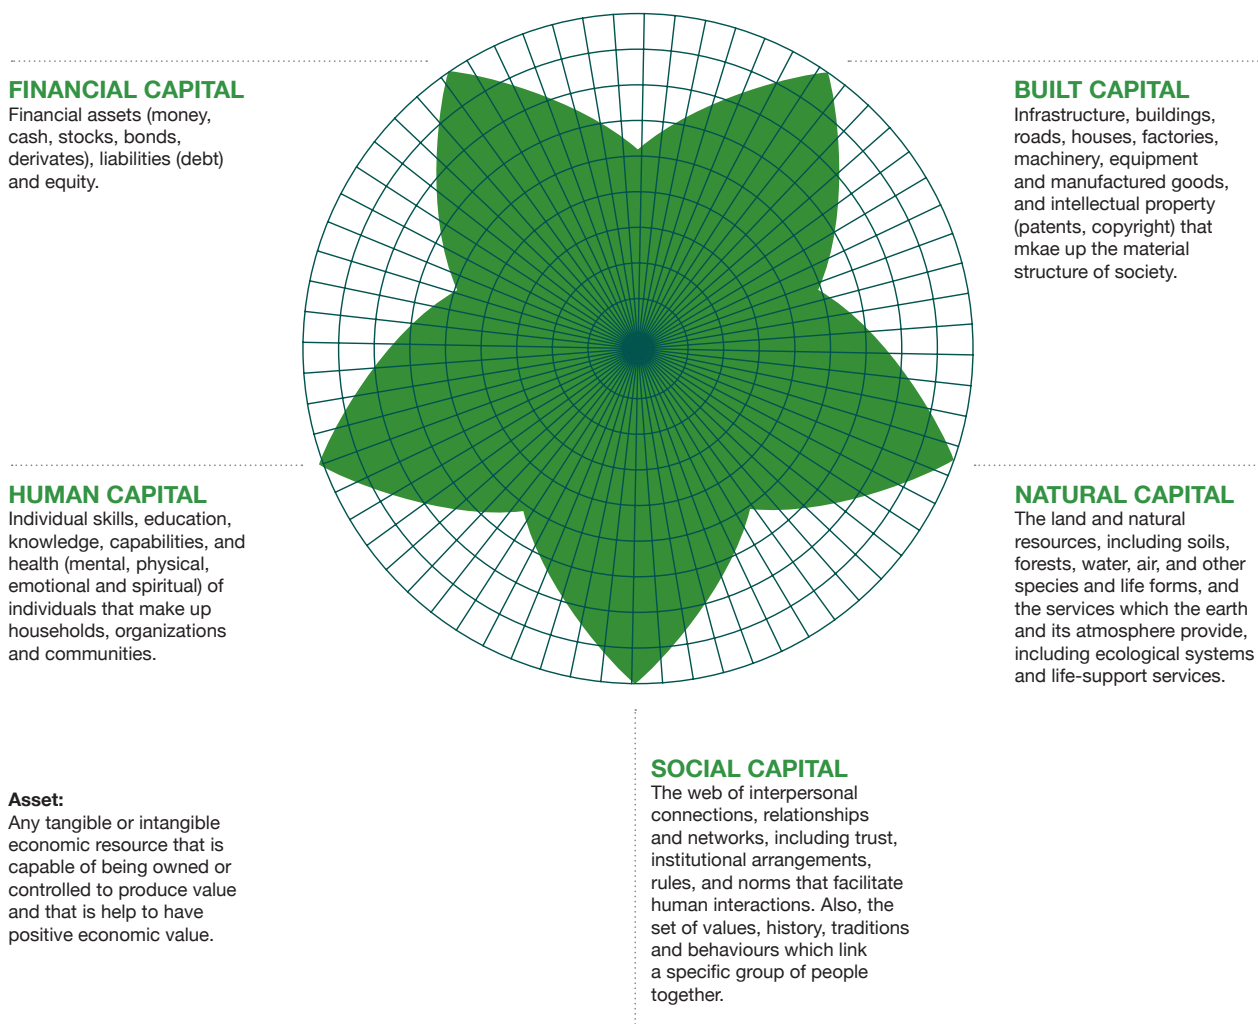 FINANCIAL CAPITAL
Financial assets (money,
cash, stocks, bonds,
derivates), liabilities (debt)
and equity.
BUILT CAPITAL
Infrastructure, buildings,
roads, houses, factories,
machinery, equipment
and manufactured goods,
and intellectual property
(patents, copyright) that
mkae up the material
structure of society.
HUMAN CAPITAL
Individual skills, education,
knowledge, capabilities, and
health (mental, physical,
emotional and spiritual) of
individuals that make up
households, organizations
and communities.
NATURAL CAPITAL
The land and natural
resources, including soils,
forests, water, air, and other
species and life forms, and
the services which the earth
and its atmosphere provide,
including ecological systems
and life-support services.
SOCIAL CAPITAL
The web of interpersonal
connections, relationships
and networks, including trust,
institutional arrangements,
rules, and norms that facilitate
human interactions. Also, the
set of values, history, traditions
and behaviours which link
a specific group of people
together.
Asset:
Any tangible or intangible
economic resource that is
capable of being owned or
controlled to produce value
and that is help to have
positive economic value.